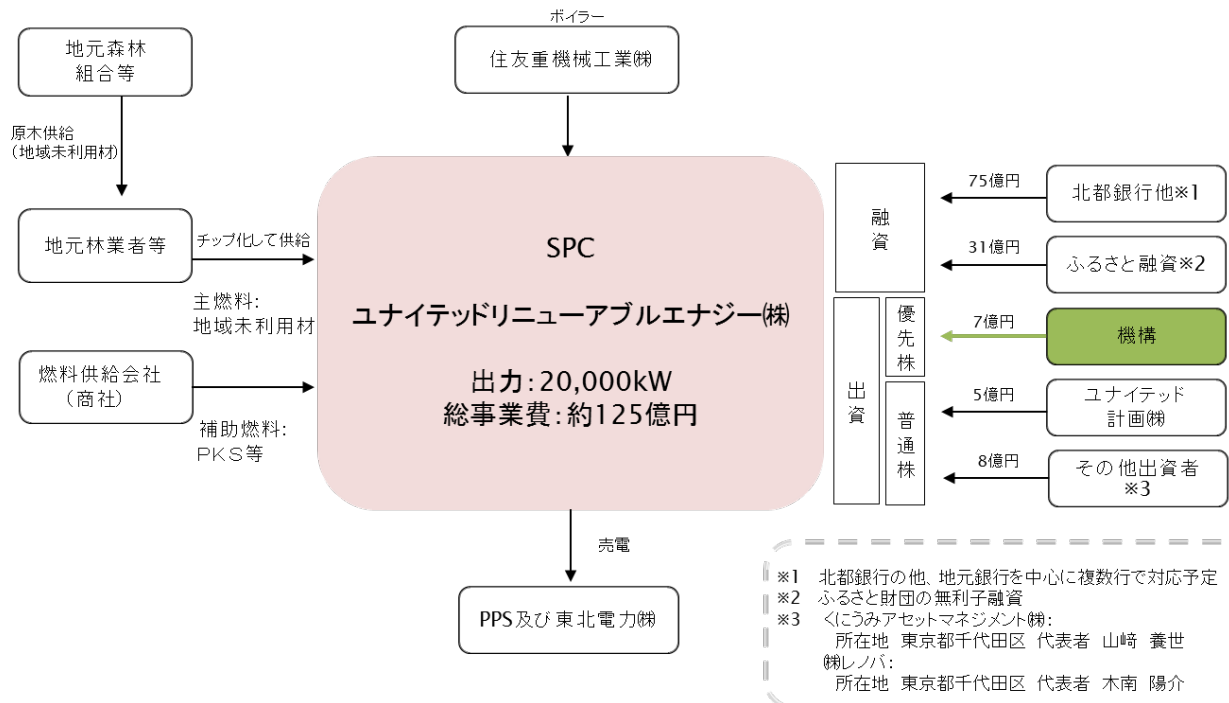 ボイラー
地元森林
組合等
住友重機械工業㈱
原木供給
(地域未利用材)
地元林業者等
チップ化して供給
主燃料:
地域未利用材
燃料供給会社
(商社)
補助燃料:
PKS等
SPC
ユナイテッドリニューアブルエナジー㈱
出力:20,000kW
総事業費:約125億円
融資
出資
優先株
普通株
75億円
北都銀行他※1
31億円
ふるさと融資※2
7億円
機構
5億円
ユナイテッド
計画㈱
8億円
その他出資者
※3
売電
PPS及び東北電力㈱
※1 北都銀行の他、地元銀行を中心に複数行で対応予定
※2 ふるさと財団の無利子融資
※3 くにうみアセットマネジメント㈱:
所在地 東京都千代田区 代表者 山﨑 養世
㈱レノバ:
所在地 東京都千代田区 代表者 木南 陽介